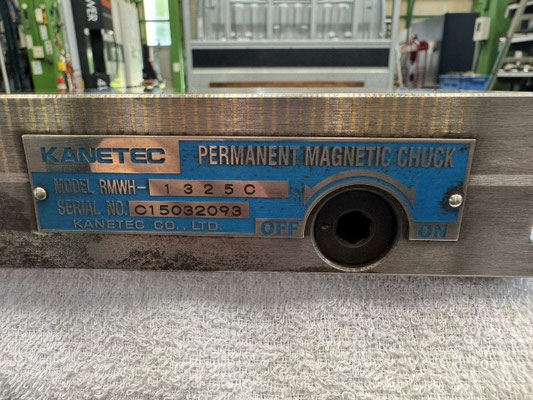 KANETEC PERMANENT MAGNETIC CHUCK
MODEL RMWH- 1325C
SERIAL NO. C15032093
KANETEC CO., LTD. OFF ON